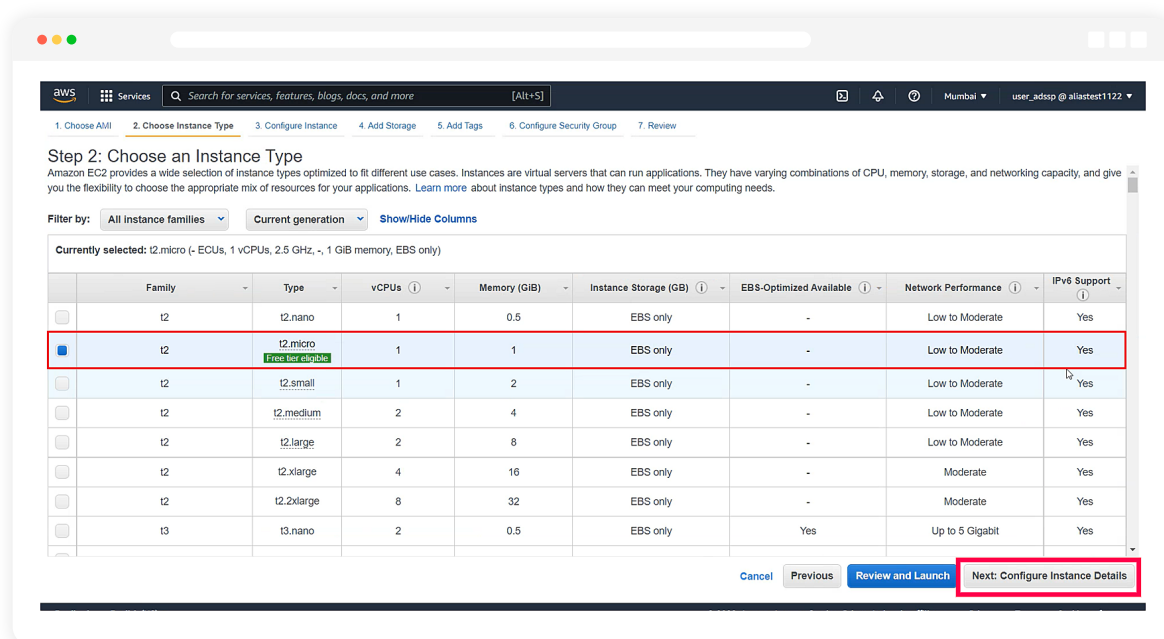 aws
Services
Search for services, features, blogs, docs, and more [Alt+S]
Mumbai
user_adssp @ aliastest1122
1. Choose AMI 2. Choose Instance Type 3. Configure Instance 4. Add Storage 5. Add Tags 6. Configure Security Group 7. Review
Step 2: Choose an Instance Type
Amazon EC2 provides a wide selection of instance types optimized to fit different use cases. Instances are virtual servers that can run applications. They have varying combinations of CPU, memory, storage, and networking capacity, and give
you the flexibility to choose the appropriate mix of resources for your applications. Learn more about instance types and how they can meet your computing needs.
Filter by: All instance families Current generation Show/Hide Columns
Currently selected: t2.micro (- ECUs, 1 vCPUs, 2.5 GHz, -, 1 GiB memory, EBS only)
Family Type vCPUs Memory (GiB) Instance Storage (GB) EBS-Optimized Available Network Performance IPv6 Support
t2 t2.nano 1 0.5 EBS only - Low to Moderate Yes
t2 t2.micro 1 1 EBS only - Low to Moderate Yes
Free tier eligible
t2 t2.small 1 2 EBS only - Low to Moderate Yes
t2 t2.medium 2 4 EBS only - Low to Moderate Yes
t2 t2.large 2 8 EBS only - Low to Moderate Yes
t2 t2.xlarge 4 16 EBS only - Moderate Yes
t2 t2.2xlarge 8 32 EBS only - Moderate Yes
t3 t3.nano 2 0.5 EBS only Yes Up to 5 Gigabit Yes
Cancel Previous Review and Launch Next: Configure Instance Details